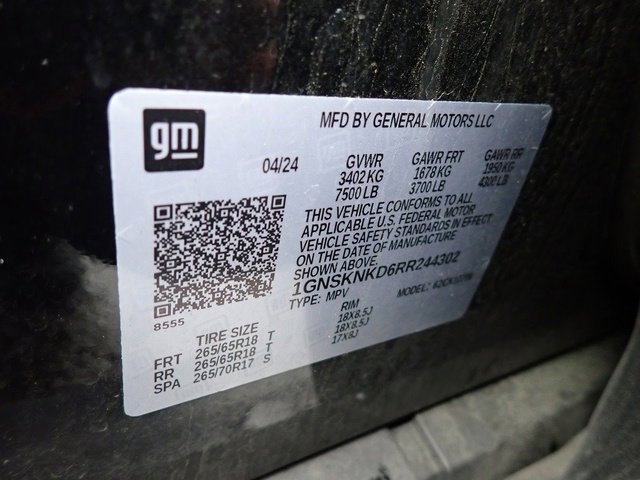 gm
MFD BY GENERAL MOTORS LLC
04/24 GVWR GAWR FRT GAWR RR
3402 KG 1678 KG 1950 KG
7500 LB 3700 LB 4300 LB
THIS VEHICLE CONFORMS TO ALL
APPLICABLE U.S. FEDERAL MOTOR
VEHICLE SAFETY STANDARDS IN EFFECT
ON THE DATE OF MANUFACTURE
SHOWN ABOVE.
1GNSKNKD6RR244302
TYPE: MPV MODEL:
8555
TIRE SIZE RIM
FRT 265/65R18 T 18X8.5J
RR 265/65R18 T 18X8.5J
SPA 265/70R17 S 17X8J